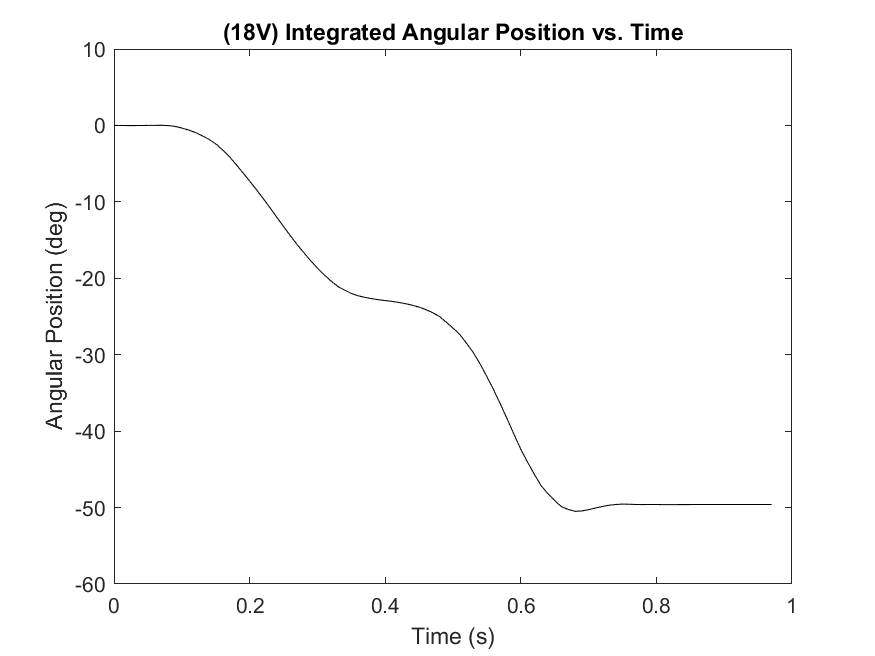 (18V) Integrated Angular Position vs. Time
10
0
-10
-20
-30
-40
-50
-60
Angular Position (deg)
0 0.2 0.4 0.6 0.8 1
Time (s)